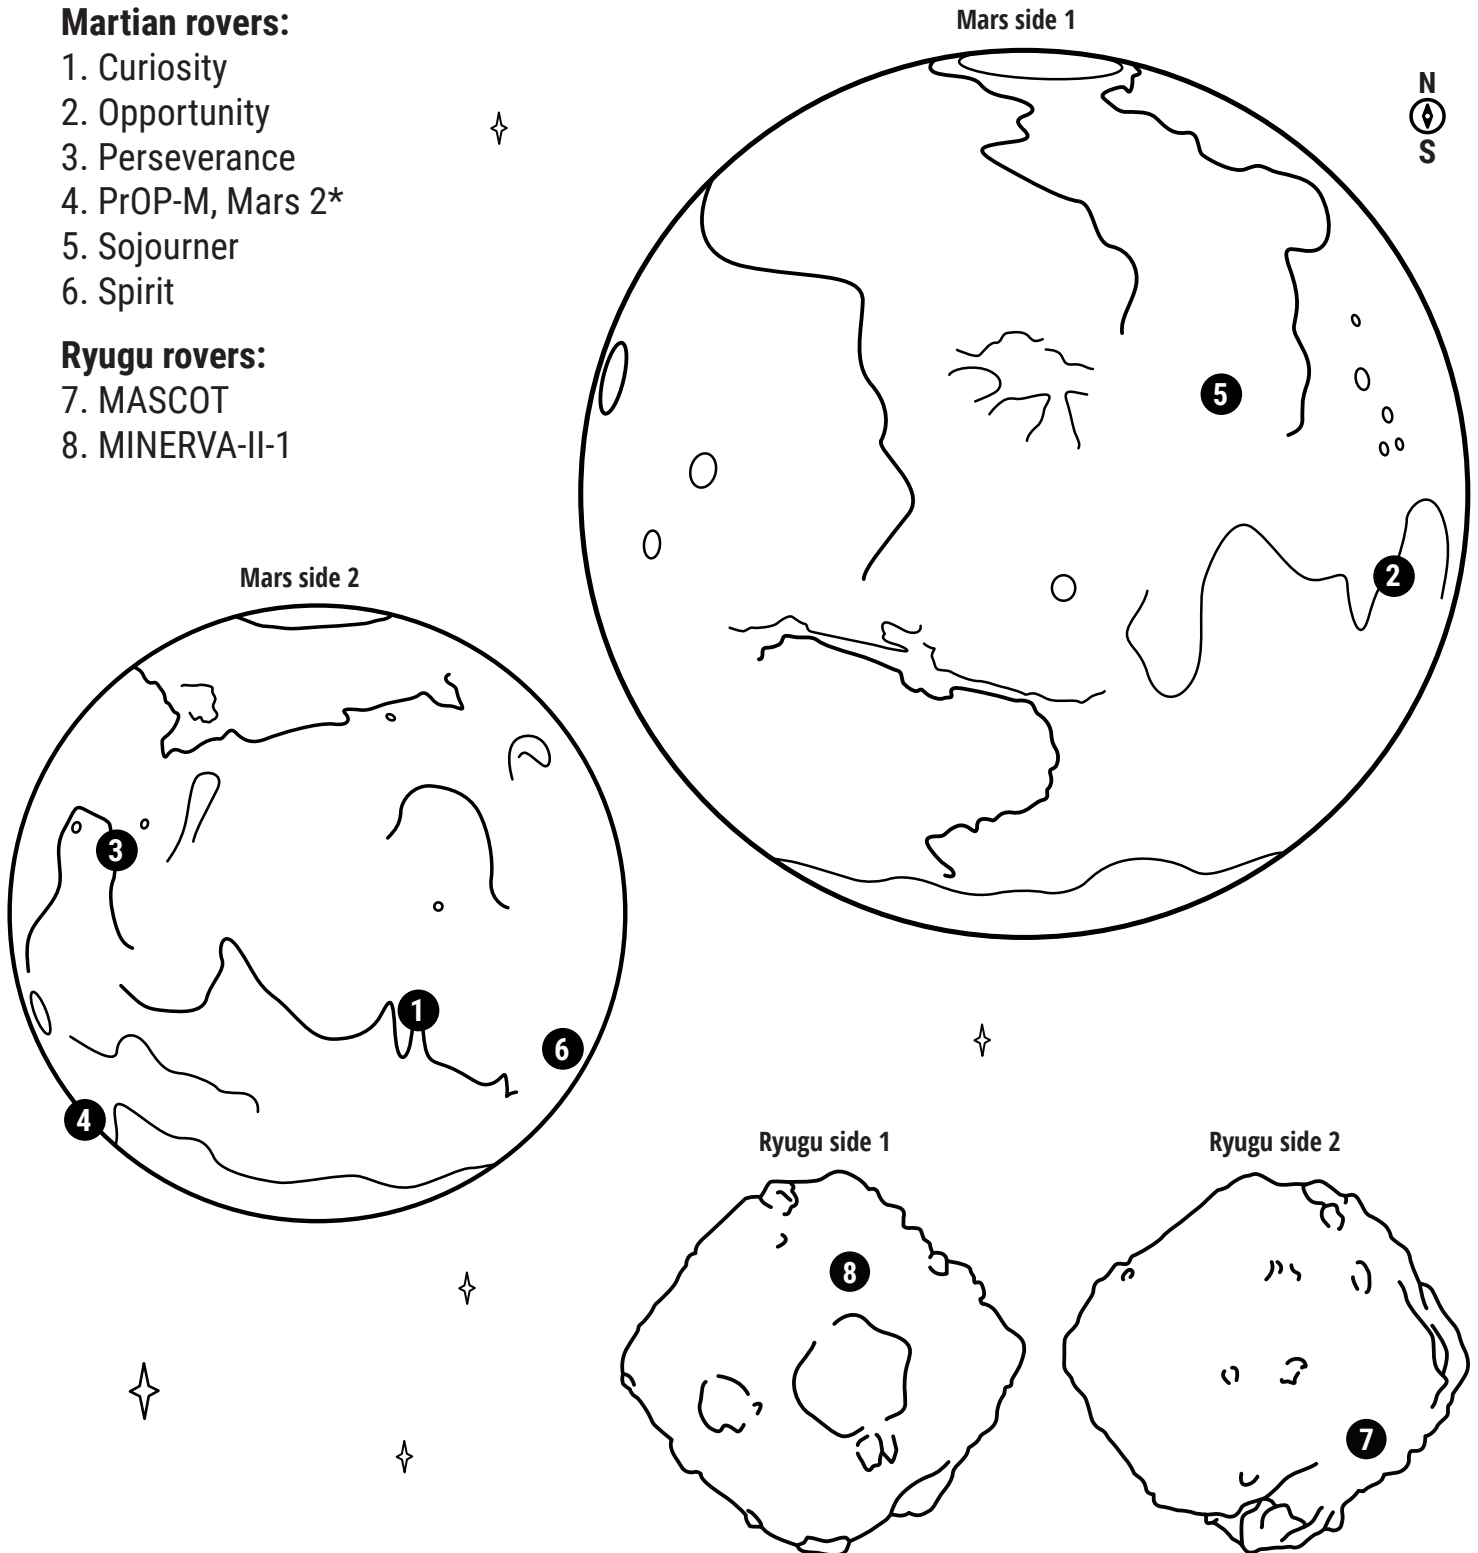 Martian rovers:
1. Curiosity
2. Opportunity
3. Perseverance
4. PrOP-M, Mars 2*
5. Sojourner
6. Spirit
Ryugu rovers:
7. MASCOT
8. MINERVA-II-1
Mars side 1
N
S
5
2
Mars side 2
3
1
6
4
Ryugu side 1
8
Ryugu side 2
7